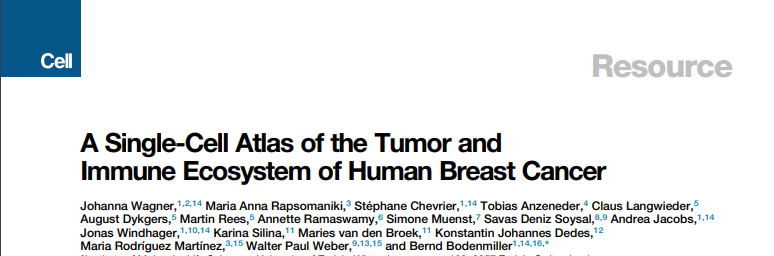 Cell
Resource
A Single-Cell Atlas of the Tumor and
Immune Ecosystem of Human Breast Cancer
Johanna Wagner,1,2,14 Maria Anna Rapsomaniki,3 Stéphane Chevrier,1,14 Tobias Anzeneder,4 Claus Langwieder,5
August Dykgers,5 Martin Rees,5 Annette Ramaswamy,6 Simone Muenst,7 Savas Deniz Soysal,8,9 Andrea Jacobs,1,14
Jonas Windhager,1,10,14 Karina Silina,11 Maries van den Broek,11 Konstantin Johannes Dedes,12
Maria Rodríguez Martínez,3,15 Walter Paul Weber,9,13,15 and Bernd Bodenmiller1,14,16,*